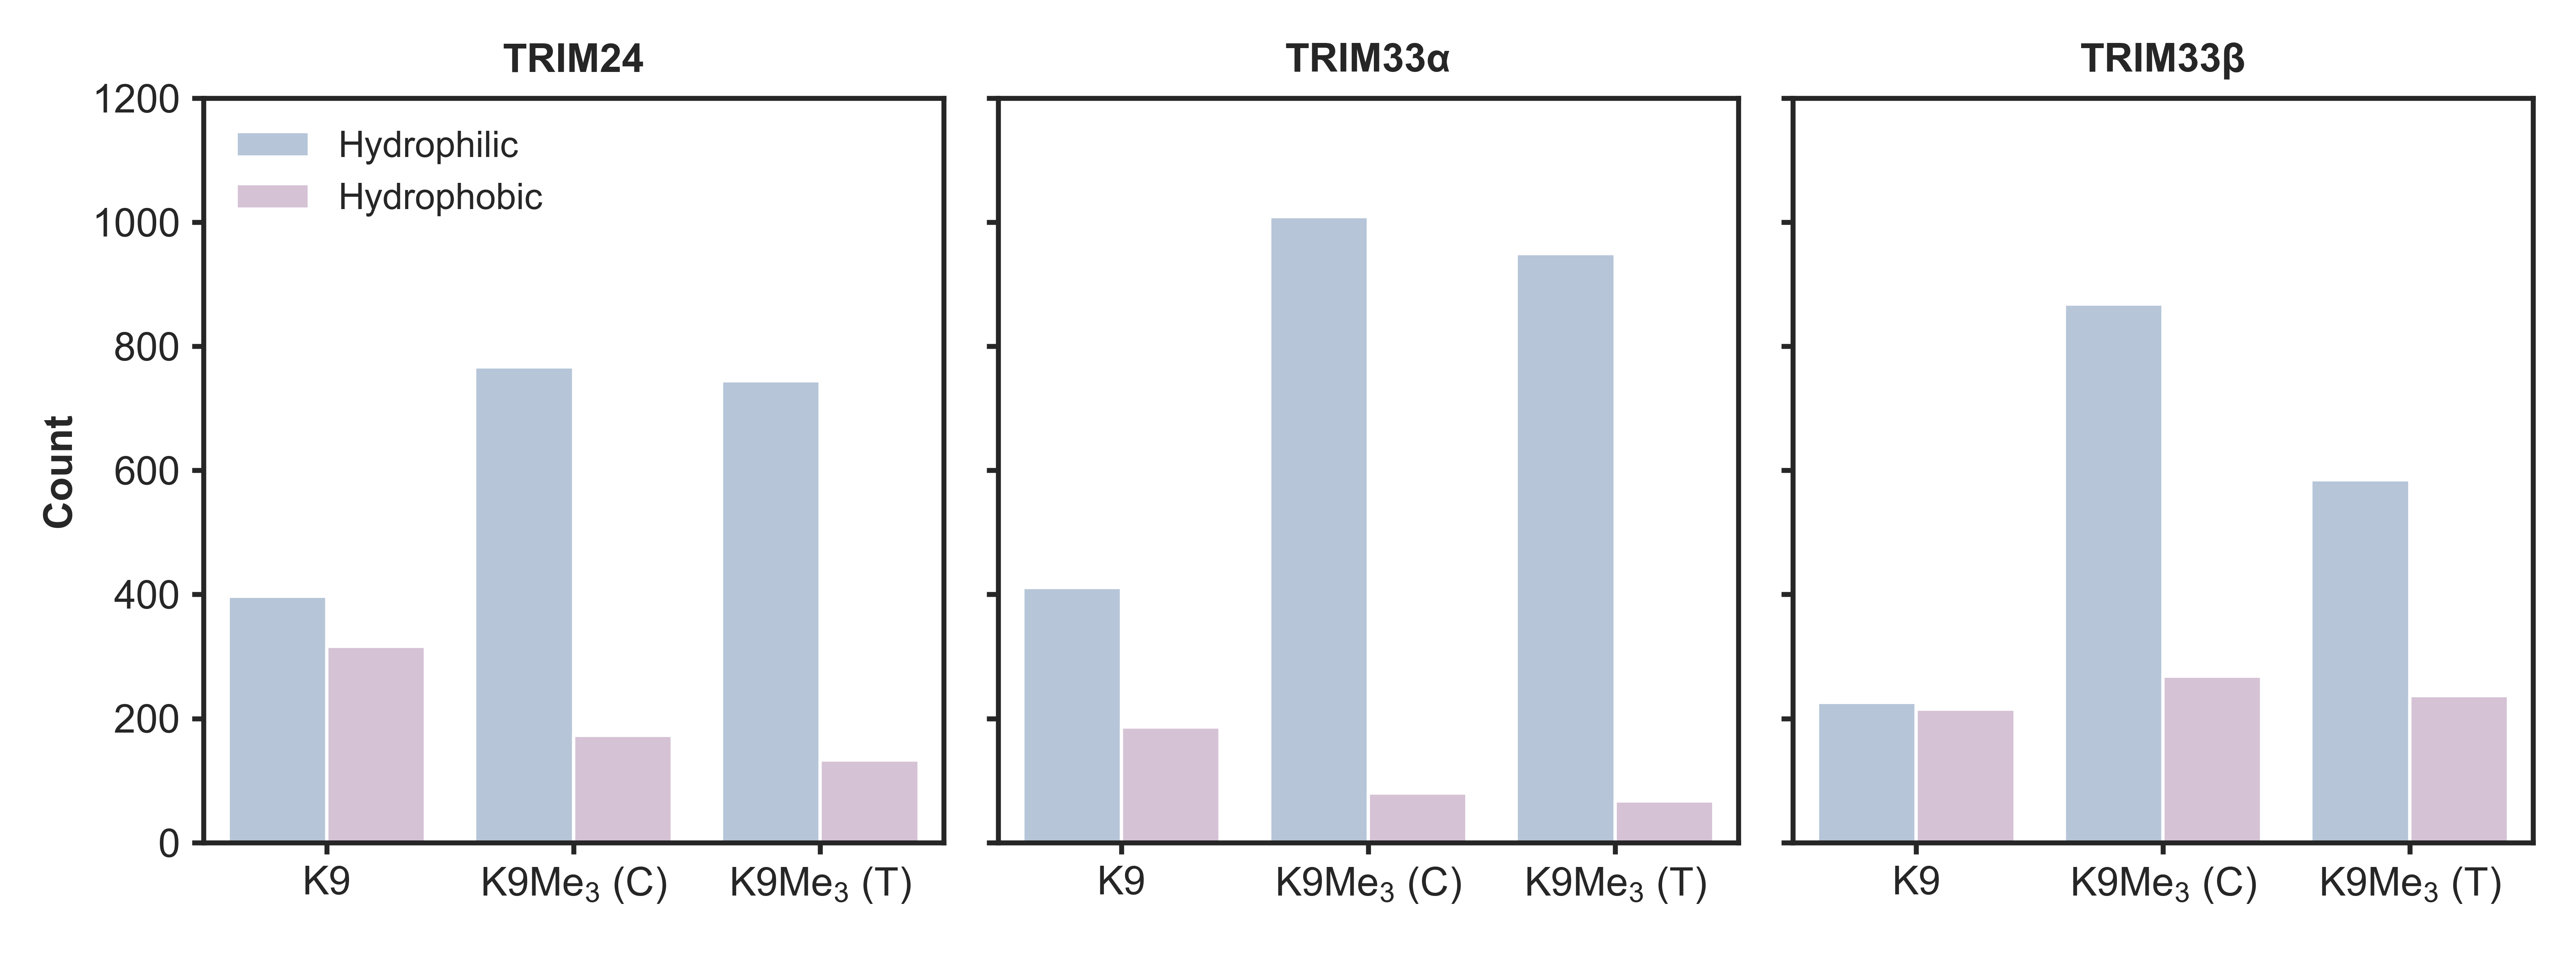 TRIM24
TRIM33α
TRIM33β
1200
1000
800
600
400
200
0
Count
Hydrophilic
Hydrophobic
K9
K9Me₃ (C)
K9Me₃ (T)
K9
K9Me₃ (C)
K9Me₃ (T)
K9
K9Me₃ (C)
K9Me₃ (T)